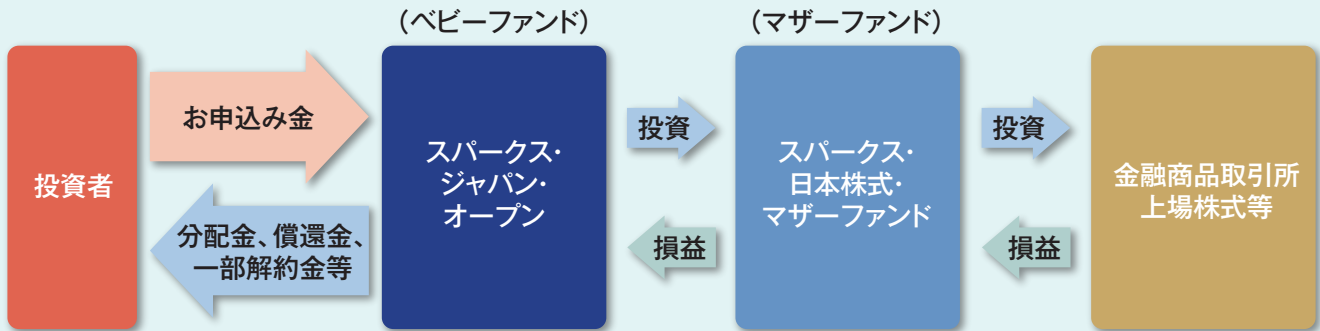 (ベビーファンド)
(マザーファンド)
投資者
お申込み金
分配金、償還金、
一部解約金等
スパークス・
ジャパン・
オープン
投資
損益
スパークス・
日本株式・
マザーファンド
投資
損益
金融商品取引所
上場株式等